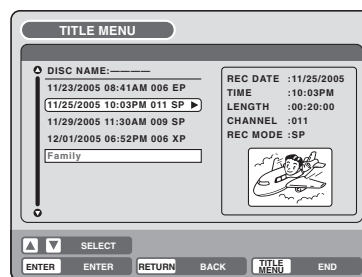 TITLE MENU
DISC NAME:————
11/23/2005 08:41AM 006 EP
11/25/2005 10:03PM 011 SP
11/29/2005 11:30AM 009 SP
12/01/2005 06:52PM 006 XP
Family
REC DATE :11/25/2005
TIME :10:03PM
LENGTH :00:20:00
CHANNEL :011
REC MODE :SP
SELECT
ENTER ENTER RETURN BACK TITLE MENU END